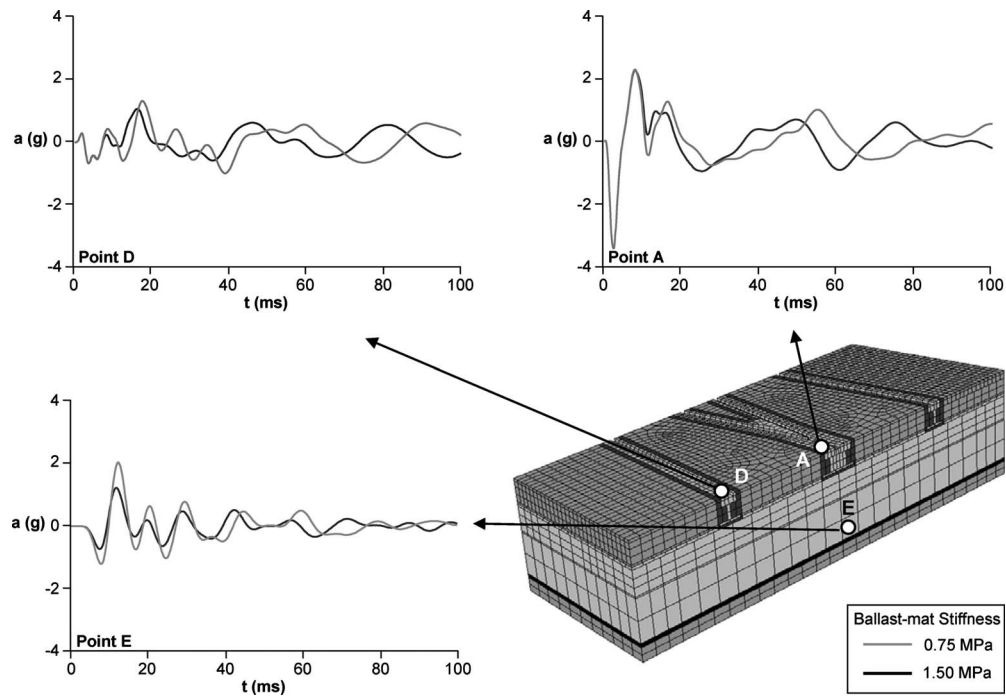 4
2
a (g) 0
-2
-4
Point D
0 20 40 60 80 100
t (ms)
4
2
a (g) 0
-2
-4
Point A
0 20 40 60 80 100
t (ms)
4
2
a (g) 0
-2
-4
Point E
0 20 40 60 80 100
t (ms)
D
A
E
Ballast-mat Stiffness
0.75 MPa
1.50 MPa